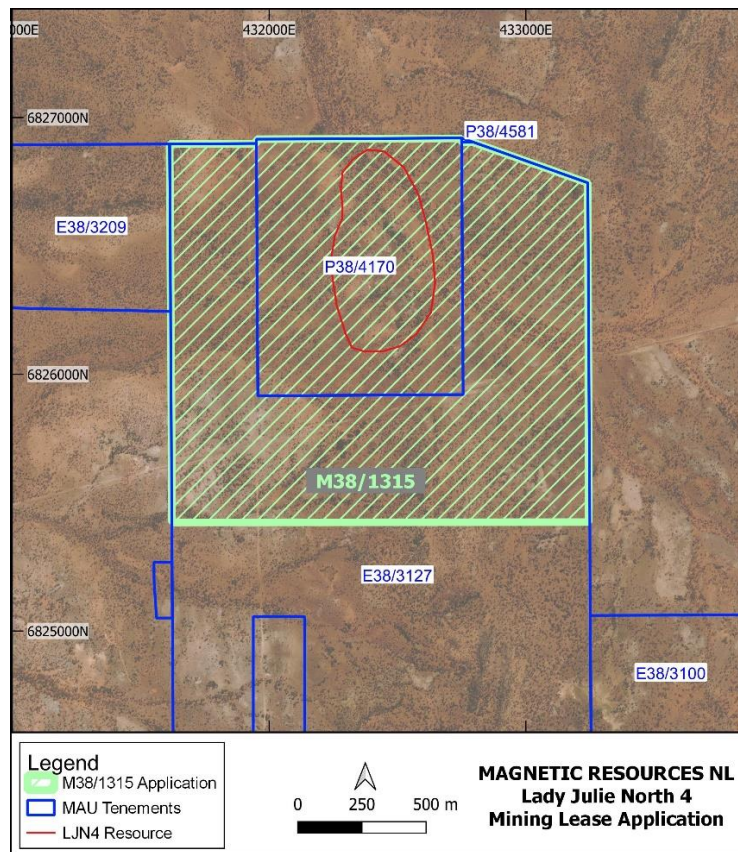 000E
432000E
433000E
6827000N
P38/4581
E38/3209
P38/4170
6826000N
M38/1315
E38/3127
6825000N
E38/3100
Legend
M38/1315 Application
MAU Tenements
LJN4 Resource
0 250 500 m
MAGNETIC RESOURCES NL
Lady Julie North 4
Mining Lease Application